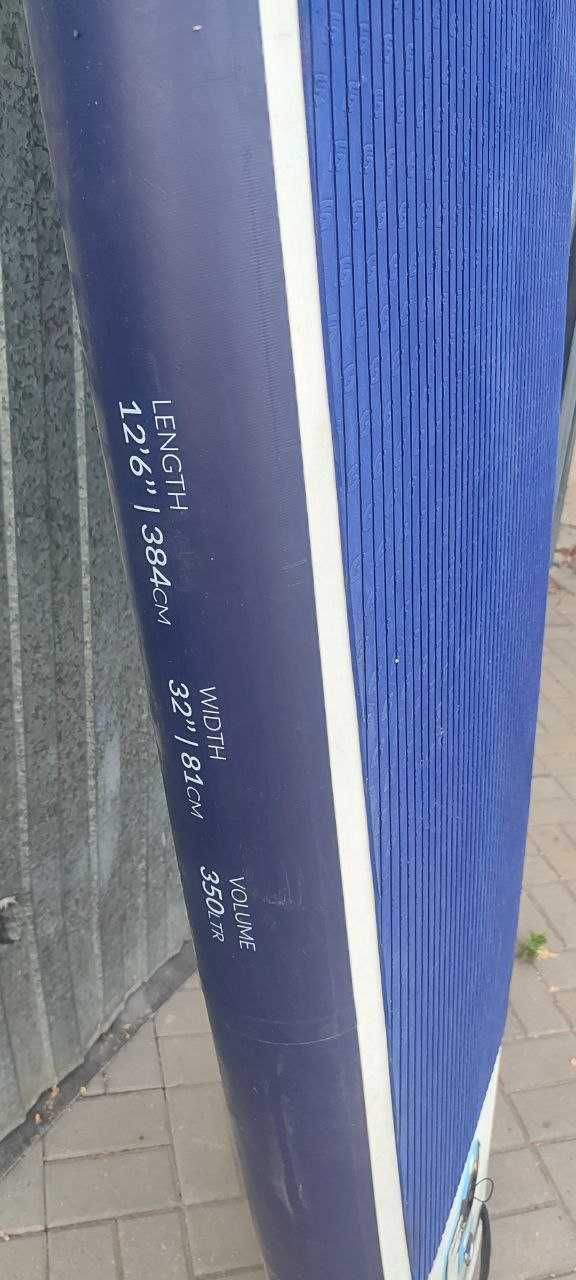 LENGTH
12'6" | 384CM
WIDTH
32" | 81CM
VOLUME
350LTR